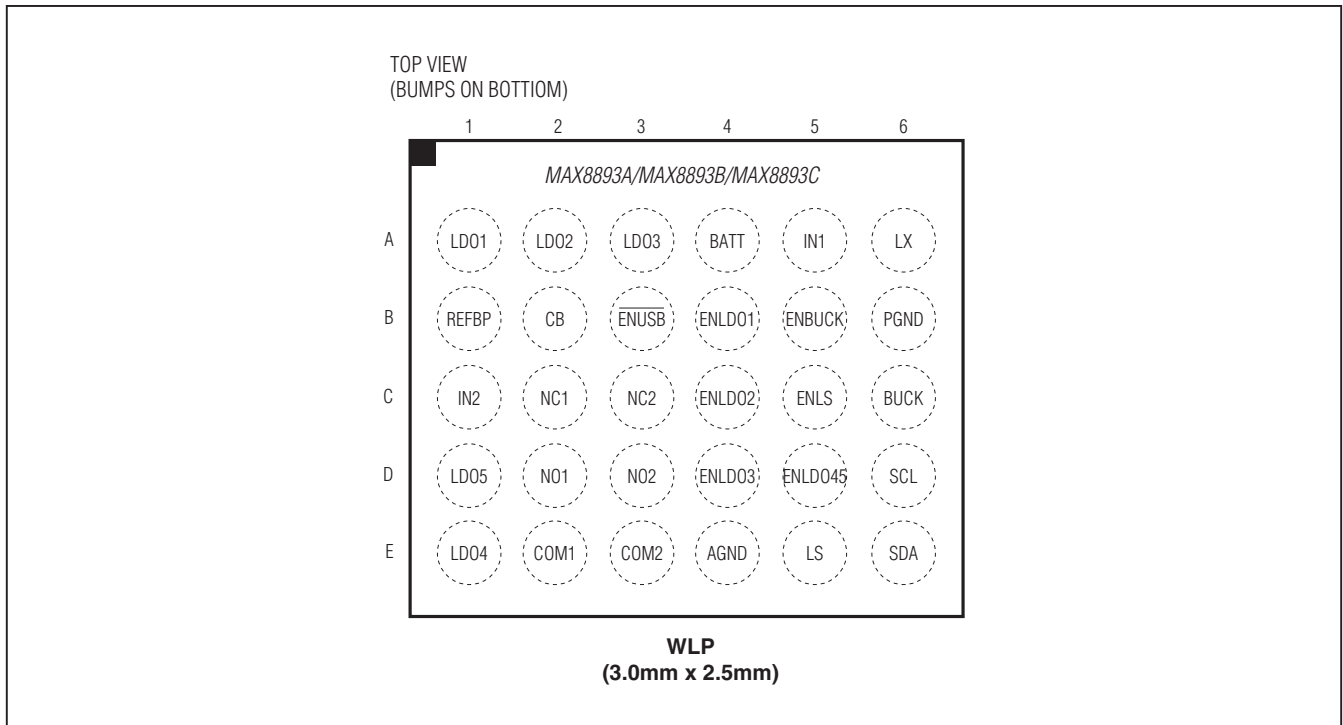 TOP VIEW
(BUMPS ON BOTTIOM)
1 2 3 4 5 6
MAX8893A/MAX8893B/MAX8893C
A LDO1 LDO2 LDO3 BATT IN1 LX
B REFBP CB E̅N̅U̅S̅B̅ ENLDO1 ENBUCK PGND
C IN2 NC1 NC2 ENLDO2 ENLS BUCK
D LDO5 NO1 NO2 ENLDO3 ENLDO45 SCL
E LDO4 COM1 COM2 AGND LS SDA
WLP
(3.0mm x 2.5mm)